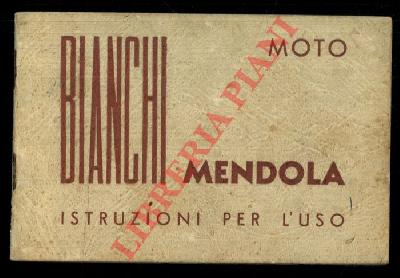 MOTO
BIANCHI
MENDOLA
ISTRUZIONI PER L'USO
LIBRERIA PIANI